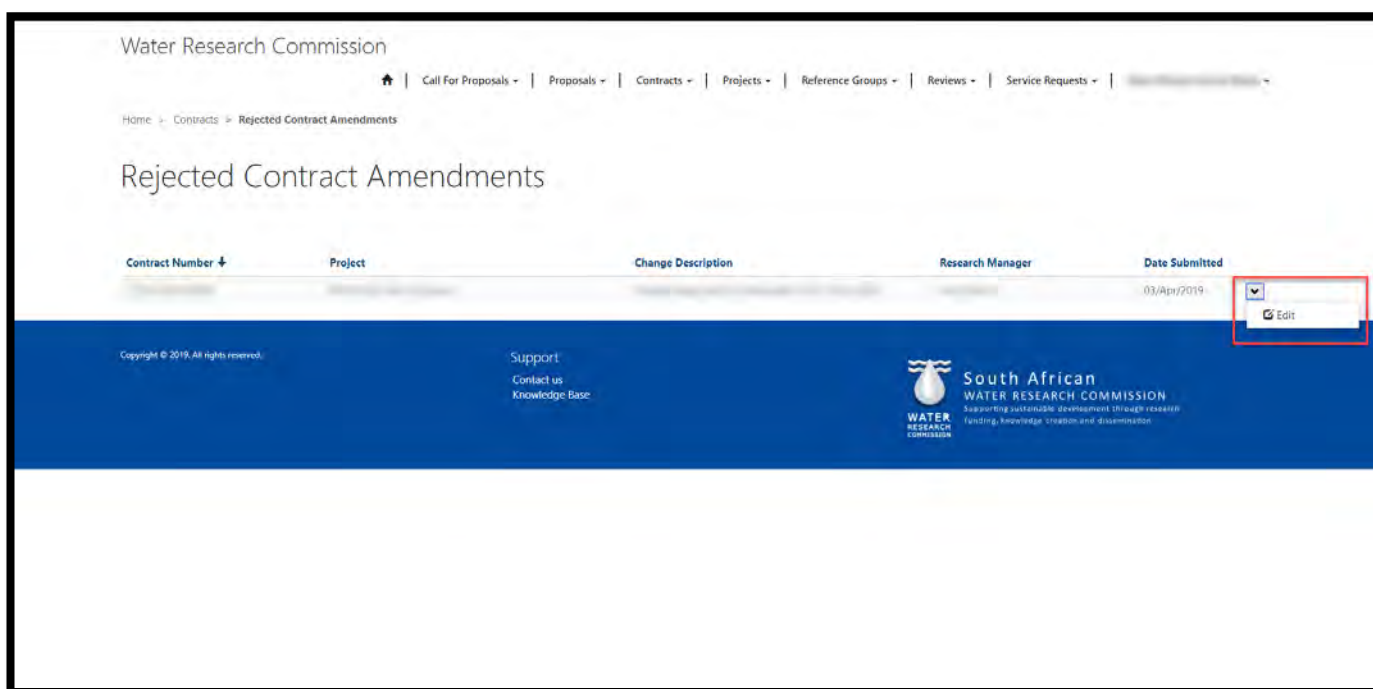 Water Research Commission
Call For Proposals | Proposals | Contracts | Projects | Reference Groups | Reviews | Service Requests |
Home > Contracts > Rejected Contract Amendments
Rejected Contract Amendments
Contract Number Project Change Description Research Manager Date Submitted
03/Apr/2019
Edit
Copyright © 2019. All rights reserved.
Support
Contact us
Knowledge Base
WATER
RESEARCH
COMMISSION
South African
WATER RESEARCH COMMISSION
Supporting sustainable development through research
funding, knowledge creation and dissemination